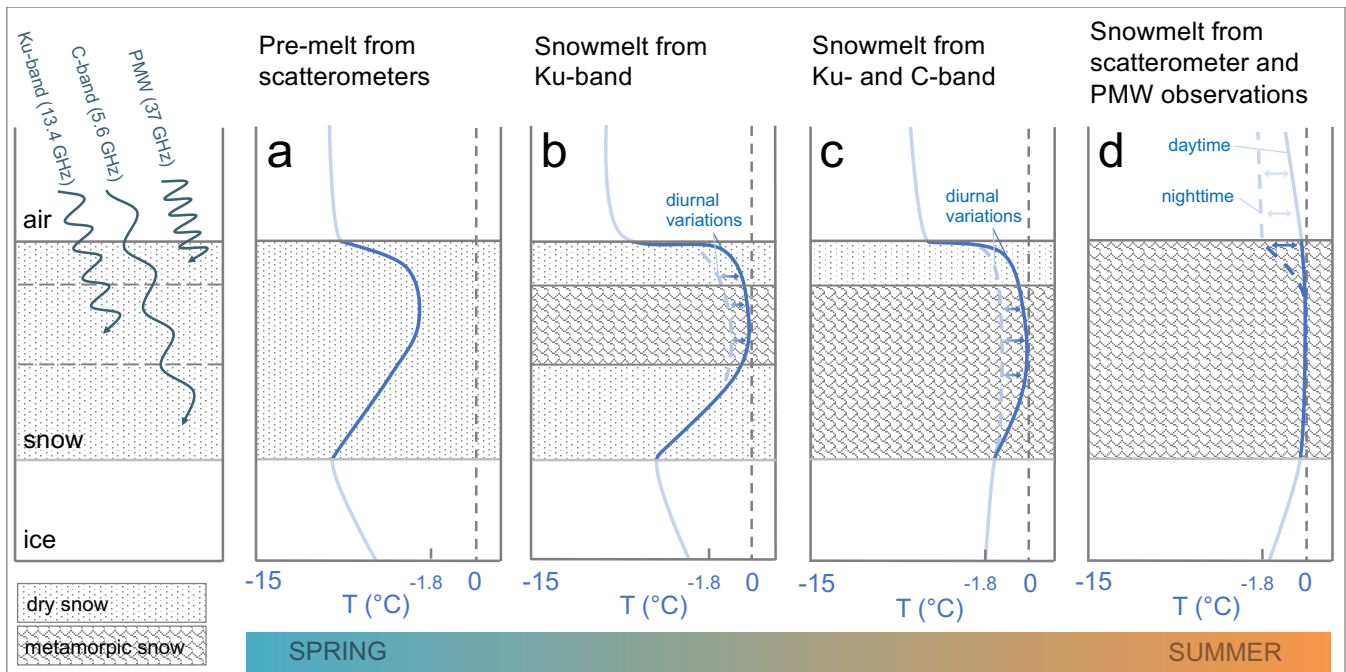 Ku-band (13.4 GHz)
C-band (5.6 GHz)
PMW (37 GHz)
air
snow
ice
dry snow
metamorpic snow
Pre-melt from
scatterometers
a
-15
-1.8
0
T (°C)
Snowmelt from
Ku-band
b
diurnal
variations
-15
-1.8
0
T (°C)
Snowmelt from
Ku- and C-band
c
diurnal
variations
-15
-1.8
0
T (°C)
Snowmelt from
scatterometer and
PMW observations
d
daytime
nighttime
-15
-1.8
0
T (°C)
SPRING
SUMMER